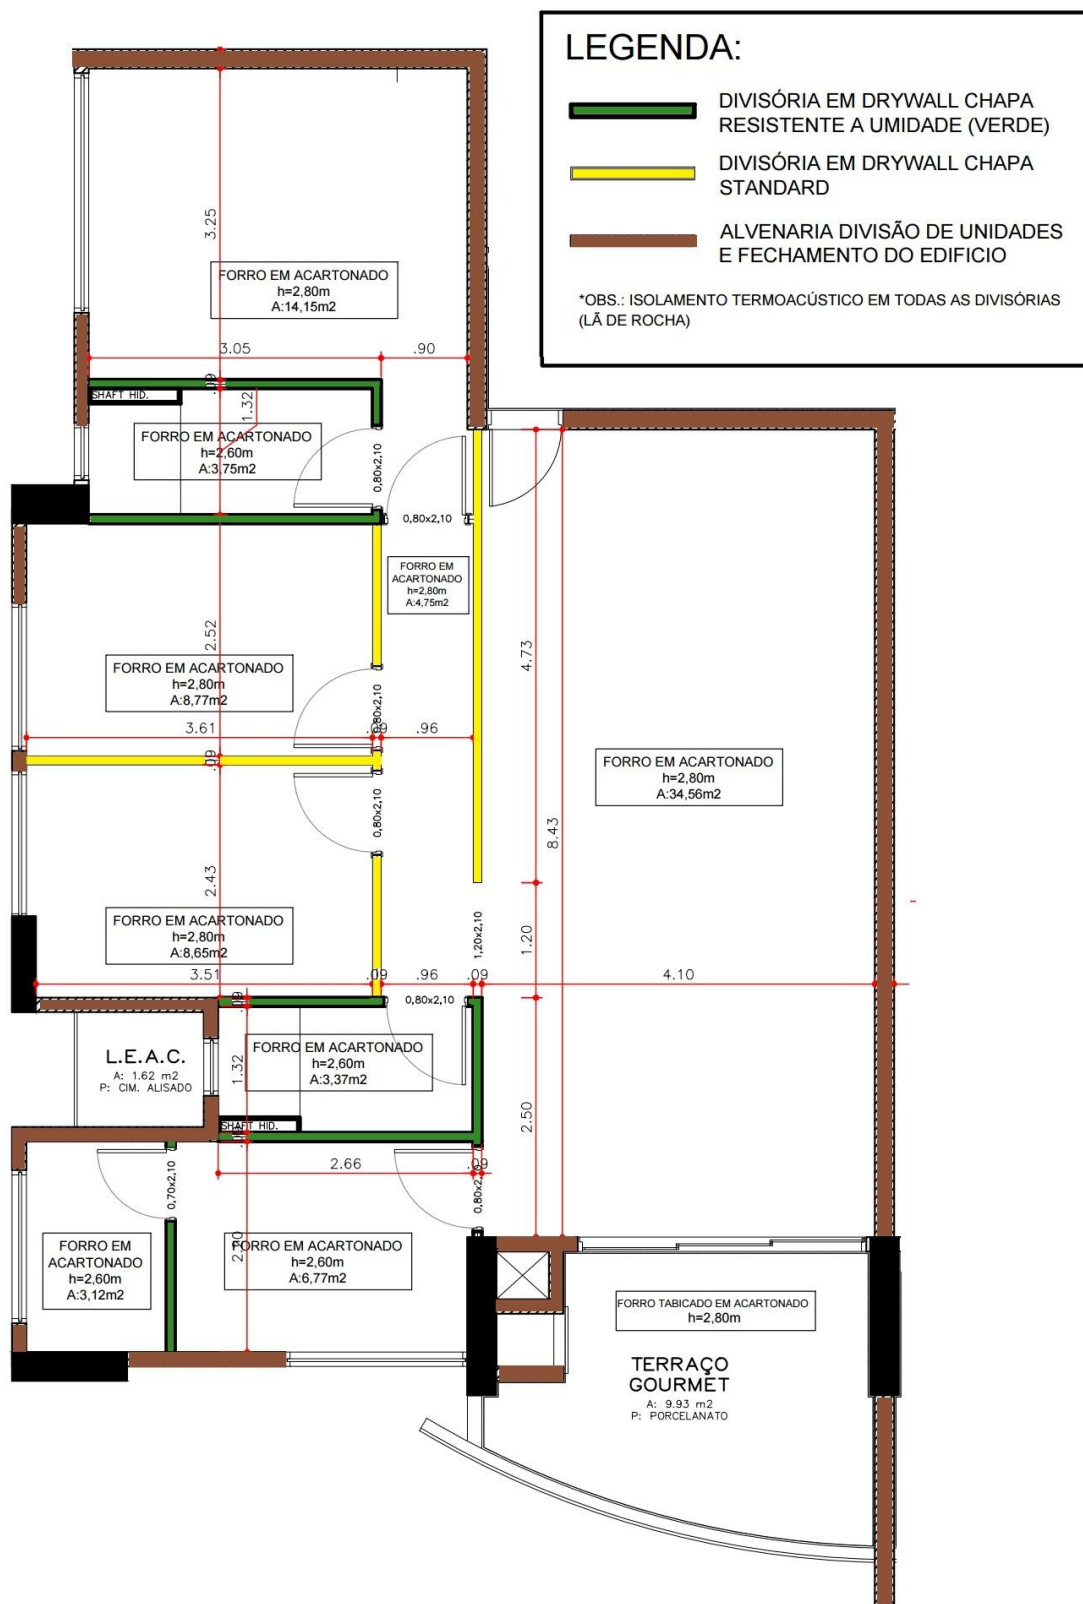 LEGENDA:
DIVISÓRIA EM DRYWALL CHAPA
RESISTENTE A UMIDADE (VERDE)
DIVISÓRIA EM DRYWALL CHAPA
STANDARD
ALVENARIA DIVISÃO DE UNIDADES
E FECHAMENTO DO EDIFICIO
*OBS.: ISOLAMENTO TERMOACÚSTICO EM TODAS AS DIVISÓRIAS
(LÃ DE ROCHA)
3.25
FORRO EM ACARTONADO
h=2,80m
A:14,15m2
3.05
.90
.09
SHAFT HID.
1.32
FORRO EM ACARTONADO
h=2,60m
A:3,75m2
0,80x2,10
0,80x2,10
FORRO EM
ACARTONADO
h=2,80m
A:4,75m2
2.52
4.73
FORRO EM ACARTONADO
h=2,80m
A:8,77m2
0,80x2,10
3.61
.09
.96
.09
FORRO EM ACARTONADO
h=2,80m
A:34,56m2
0,80x2,10
8.43
2.43
FORRO EM ACARTONADO
h=2,80m
A:8,65m2
1,20x2,10
1.20
3.51
.09
.96
.09
4.10
0,80x2,10
.09
L.E.A.C.
A: 1.62 m2
P: CIM. ALISADO
1.32
FORRO EM ACARTONADO
h=2,60m
A:3,37m2
2.50
SHAFT HID.
2.66
.09
0,70x2,10
0,80x2,10
FORRO EM
ACARTONADO
h=2,60m
A:3,12m2
FORRO EM ACARTONADO
h=2,60m
A:6,77m2
FORRO TABICADO EM ACARTONADO
h=2,80m
TERRAÇO
GOURMET
A: 9.93 m2
P: PORCELANATO